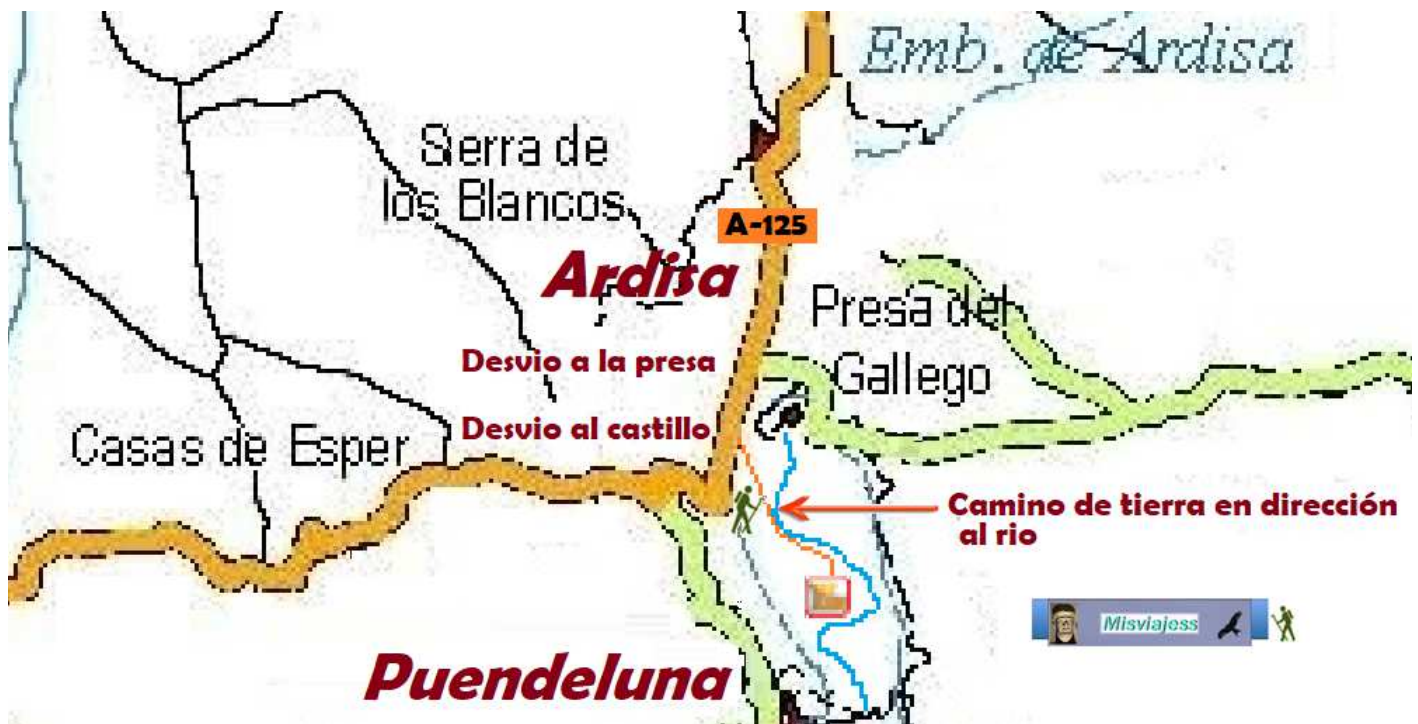 Emb. de Ardisa
Sierra de
los Blancos
A-125
Ardisa
Presa del
Gallego
Desvio a la presa
Desvio al castillo
Casas de Esper
Camino de tierra en dirección
al rio
Misviajess
Puendeluna